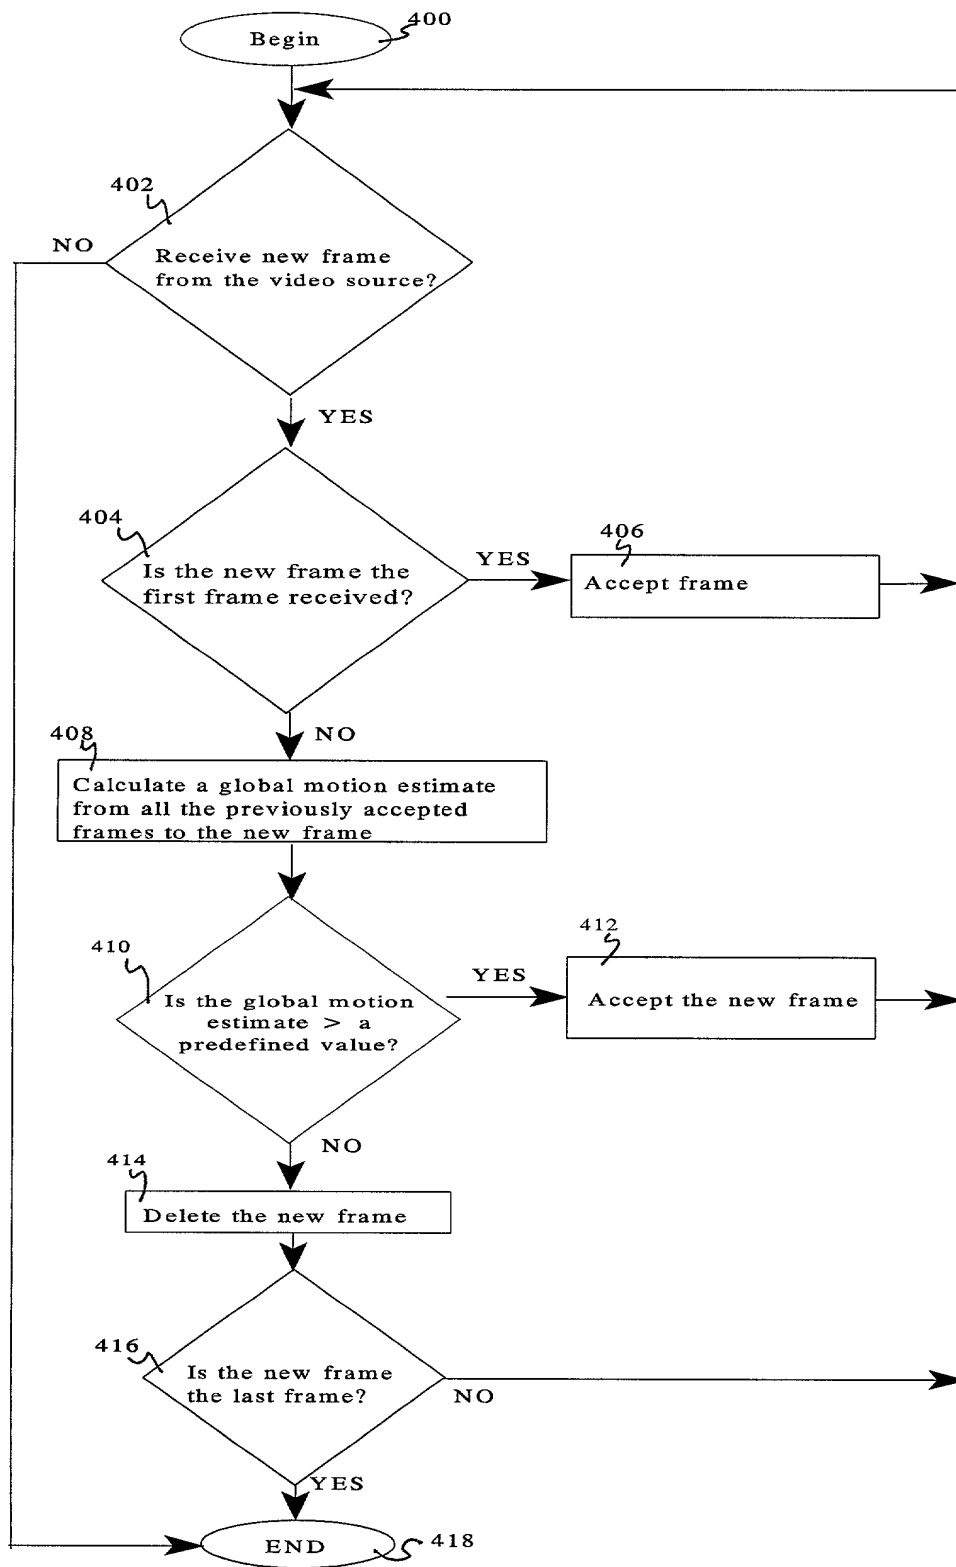 Begin
400
402
NO
Receive new frame
from the video source?
YES
404
Is the new frame the
first frame received?
YES
406
Accept frame
NO
408
Calculate a global motion estimate
from all the previously accepted
frames to the new frame
410
Is the global motion
estimate > a
predefined value?
YES
412
Accept the new frame
NO
414
Delete the new frame
416
Is the new frame
the last frame?
NO
YES
END
418